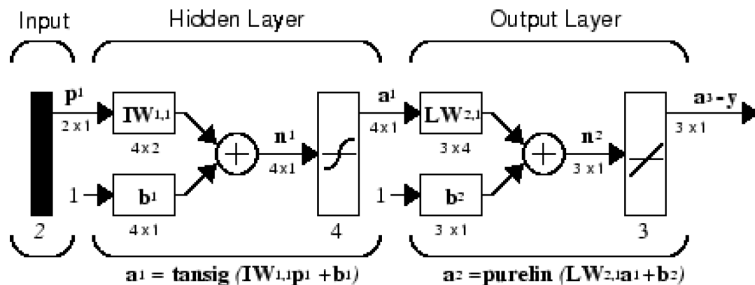 Input Hidden Layer Output Layer
p1 a1 a3 - y
IW1,1 LW2,1
2 x 1 n1 4 x 1 n2 3 x 1
4 x 2 3 x 4
4 x 1 3 x 1
1 b1 1 b2
2 4 x 1 4 3 x 1 3
a1 = tansig (IW1,1p1 + b1) a2 = purelin (LW2,1a1 + b2)